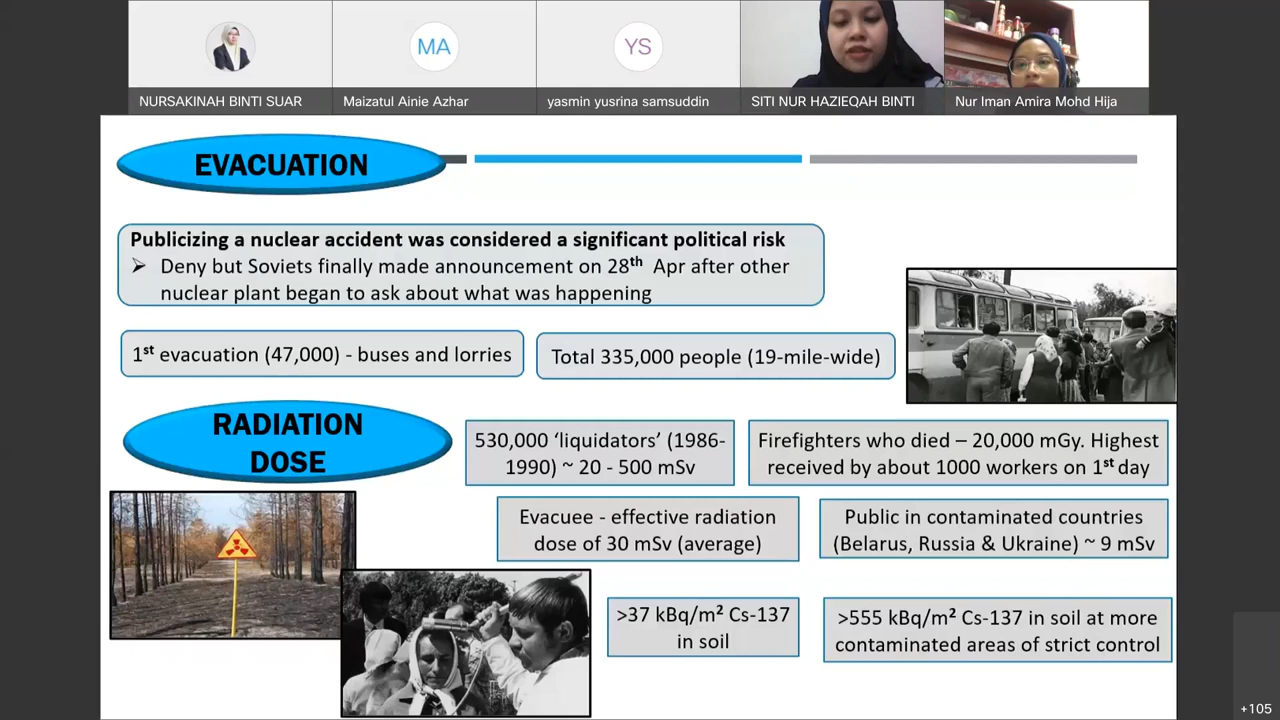 MA
YS
NURSAKINAH BINTI SUAR
Maizatul Ainie Azhar
yasmin yusrina samsuddin
SITI NUR HAZIEQAH BINTI
Nur Iman Amira Mohd Hija
EVACUATION
Publicizing a nuclear accident was considered a significant political risk
➢ Deny but Soviets finally made announcement on 28th Apr after other
nuclear plant began to ask about what was happening
1st evacuation (47,000) - buses and lorries
Total 335,000 people (19-mile-wide)
RADIATION
DOSE
530,000 ‘liquidators’ (1986-
1990) ~ 20 - 500 mSv
Firefighters who died – 20,000 mGy. Highest
received by about 1000 workers on 1st day
Evacuee - effective radiation
dose of 30 mSv (average)
Public in contaminated countries
(Belarus, Russia & Ukraine) ~ 9 mSv
>37 kBq/m² Cs-137
in soil
>555 kBq/m² Cs-137 in soil at more
contaminated areas of strict control
+105